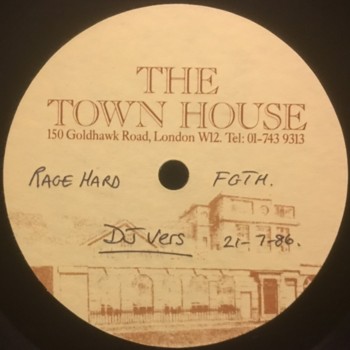 THE
TOWN HOUSE
150 Goldhawk Road, London W12. Tel: 01-743 9313
RAGE HARD FGTH.
DJ Vers 21-7-86.